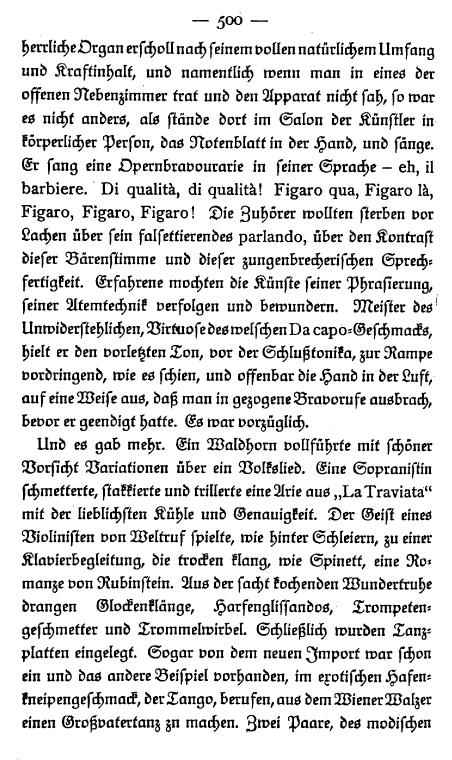 — 500 —
herrliche Organ erscholl nach seinem vollen natürlichem Umfang
und Kraftinhalt, und namentlich wenn man in eines der
offenen Nebenzimmer trat und den Apparat nicht sah, so war
es nicht anders, als stände dort im Salon der Künstler in
körperlicher Person, das Notenblatt in der Hand, und sänge.
Er sang eine Opernbravourarie in seiner Sprache – eh, il
barbiere. Di qualità, di qualità! Figaro qua, Figaro là,
Figaro, Figaro, Figaro! Die Zuhörer wollten sterben vor
Lachen über sein falsettierendes parlando, über den Kontrast
dieser Bärenstimme und dieser zungenbrecherischen Sprech-
fertigkeit. Erfahrene mochten die Künste seiner Phrasierung,
seiner Atemtechnik verfolgen und bewundern. Meister des
Unwiderstehlichen, Virtuose des welschen Da capo-Geschmacks,
hielt er den vorletzten Ton, vor der Schlußtonika, zur Rampe
vordringend, wie es schien, und offenbar die Hand in der Luft,
auf eine Weise aus, daß man in gezogene Bravorufe ausbrach,
bevor er geendigt hatte. Es war vorzüglich.
Und es gab mehr. Ein Waldhorn vollführte mit schöner
Vorsicht Variationen über ein Volkslied. Eine Sopranistin
schmetterte, stakkierte und trillerte eine Arie aus „La Traviata“
mit der lieblichsten Kühle und Genauigkeit. Der Geist eines
Violinisten von Weltruf spielte, wie hinter Schleiern, zu einer
Klavierbegleitung, die trocken klang, wie Spinett, eine Ro-
manze von Rubinstein. Aus der sacht kochenden Wundertruhe
drangen Glockenklänge, Harfenglissandos, Trompeten-
geschmetter und Trommelwirbel. Schließlich wurden Tanz-
platten eingelegt. Sogar von dem neuen Import war schon
ein und das andere Beispiel vorhanden, im exotischen Hafen-
kneipengeschmack, der Tango, berufen, aus dem Wiener Walzer
einen Großvatertanz zu machen. Zwei Paare, des modischen